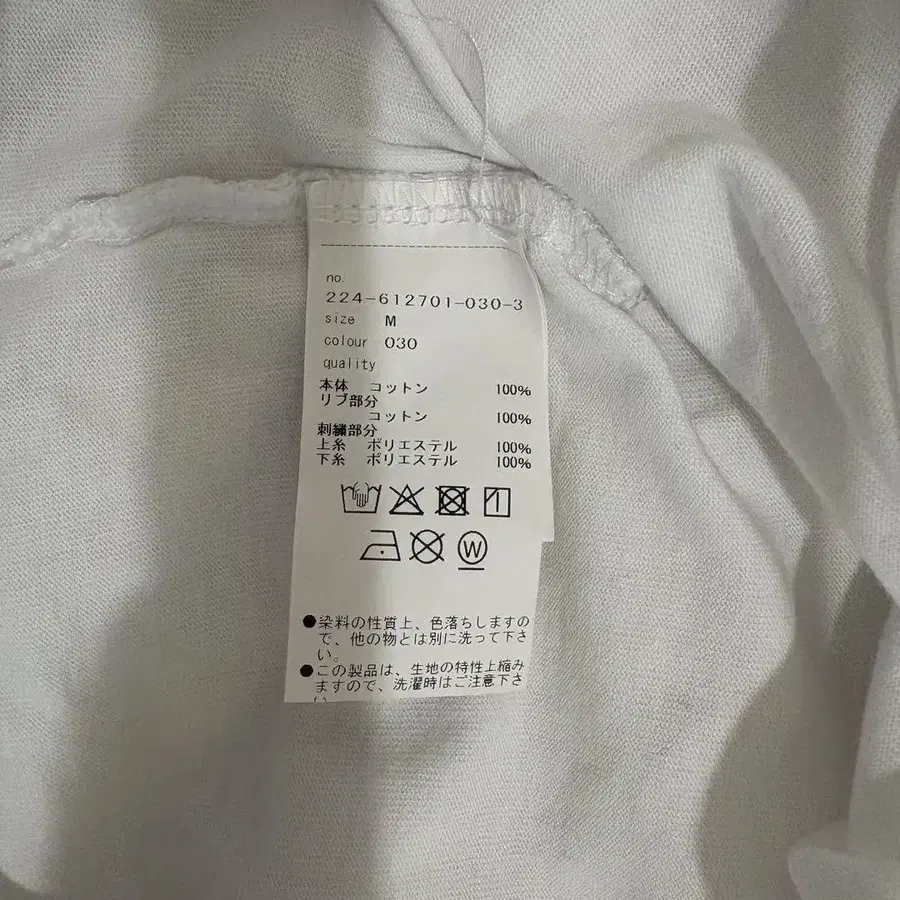 no.
224-612701-030-3
size M
colour 030
quality
本体 コットン 100%
リブ部分
コットン 100%
刺繍部分
上糸 ポリエステル 100%
下糸 ポリエステル 100%
W
●染料の性質上、色落ちしますの
で、他の物とは別に洗って下さ
い。
●この製品は、生地の特性上縮み
ますので、洗濯時はご注意下さ